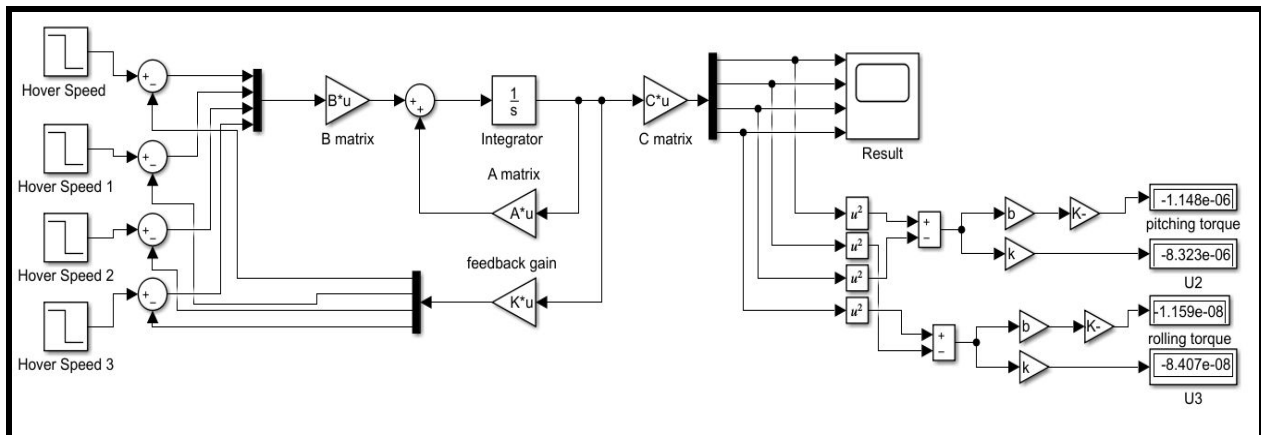 Hover Speed
+
−
Hover Speed 1
+
−
Hover Speed 2
+
−
Hover Speed 3
+
−
B*u
B matrix
+
+
1
s
Integrator
A matrix
A*u
feedback gain
K*u
C*u
C matrix
Result
u²
u²
u²
u²
+
−
b
K-
-1.148e-06
pitching torque
k
-8.323e-06
U2
+
−
b
K-
-1.159e-08
rolling torque
k
-8.407e-08
U3